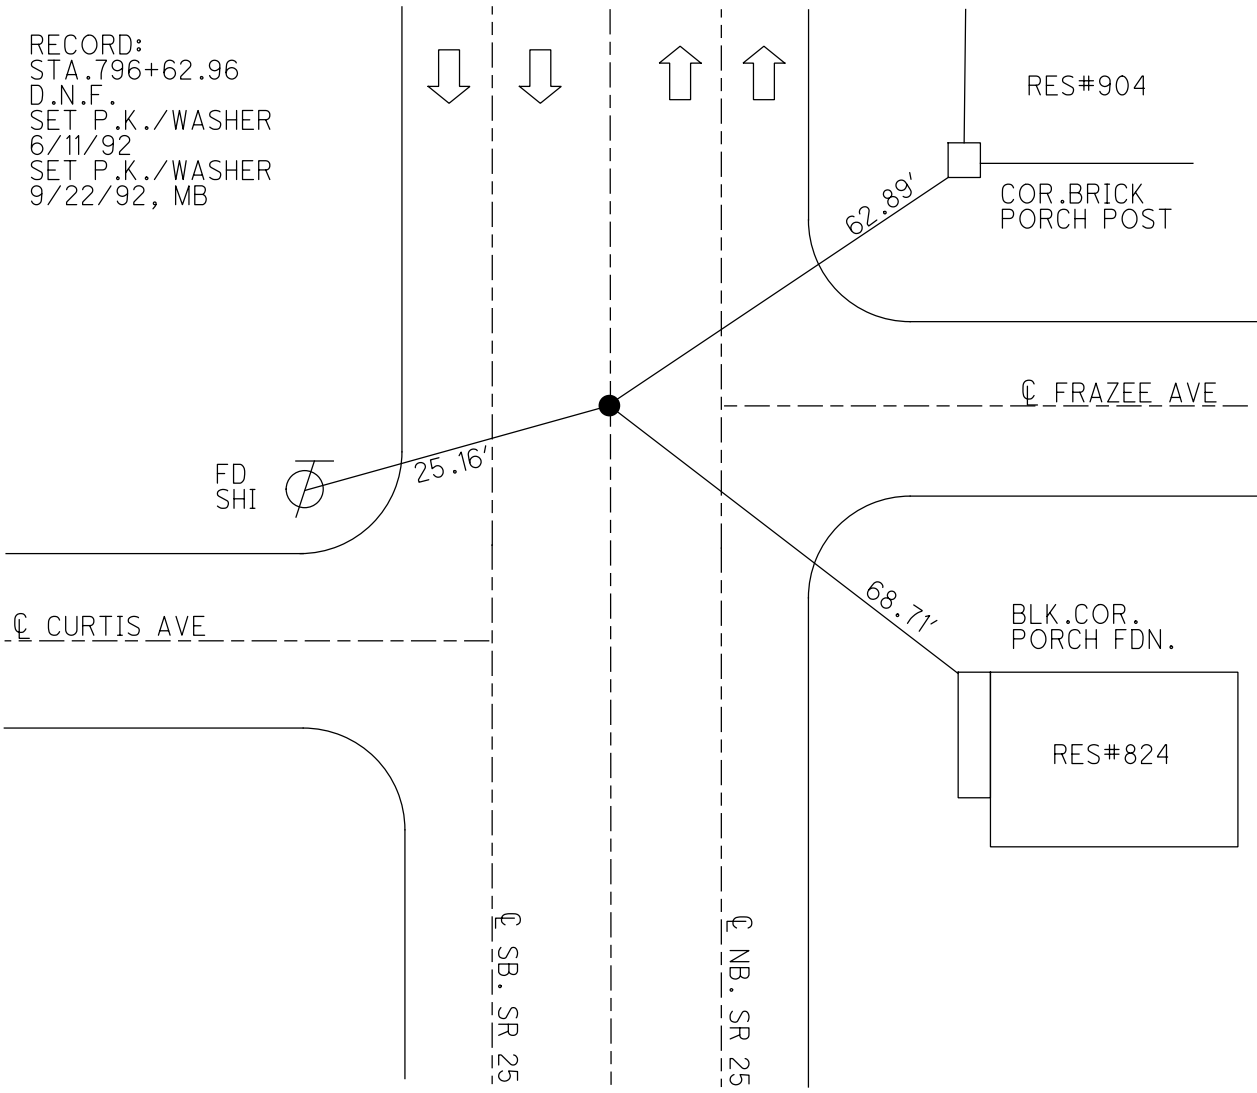 RECORD:
STA.796+62.96
D.N.F.
SET P.K./WASHER
6/11/92
SET P.K./WASHER
9/22/92, MB
RES#904
COR.BRICK
PORCH POST
62.89'
℄ FRAZEE AVE
FD
SHI
25.16'
℄ CURTIS AVE
68.71'
BLK.COR.
PORCH FDN.
RES#824
℄ SB. SR 25
℄ NB. SR 25